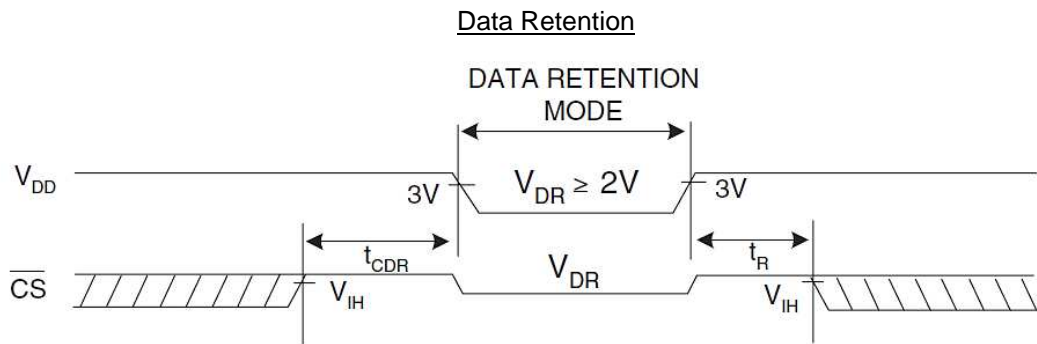 Data Retention
DATA RETENTION
MODE
VDD
3V
VDR ≥ 2V
3V
tCDR
tR
CS
VIH
VDR
VIH